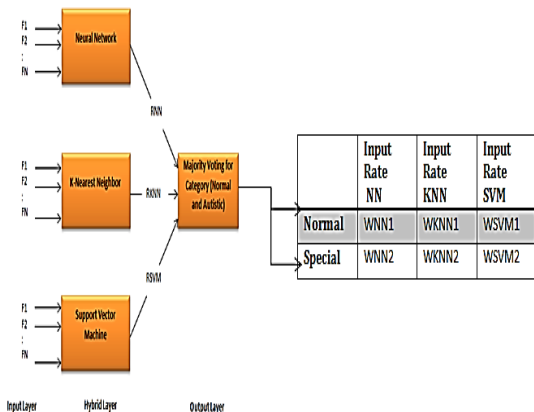 F1
F2
:
FN
Neural Network
RNN
F1
F2
:
FN
K-Nearest Neighbor
RKNN
F1
F2
:
FN
Support Vector
Machine
RSVM
Majority Voting for
Category (Normal
and Autistic)
Input Rate NN
Input Rate KNN
Input Rate SVM
Normal WNN1 WKNN1 WSVM1
Special WNN2 WKNN2 WSVM2
Input Layer
Hybrid Layer
Output Layer